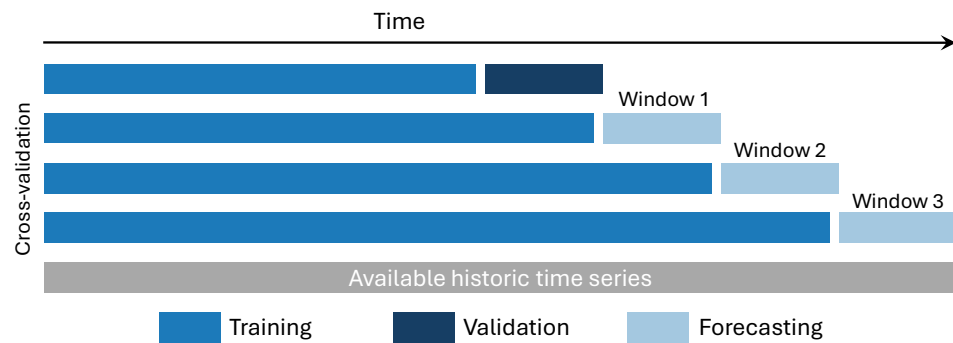 Time
Cross-validation
Window 1
Window 2
Window 3
Available historic time series
Training
Validation
Forecasting